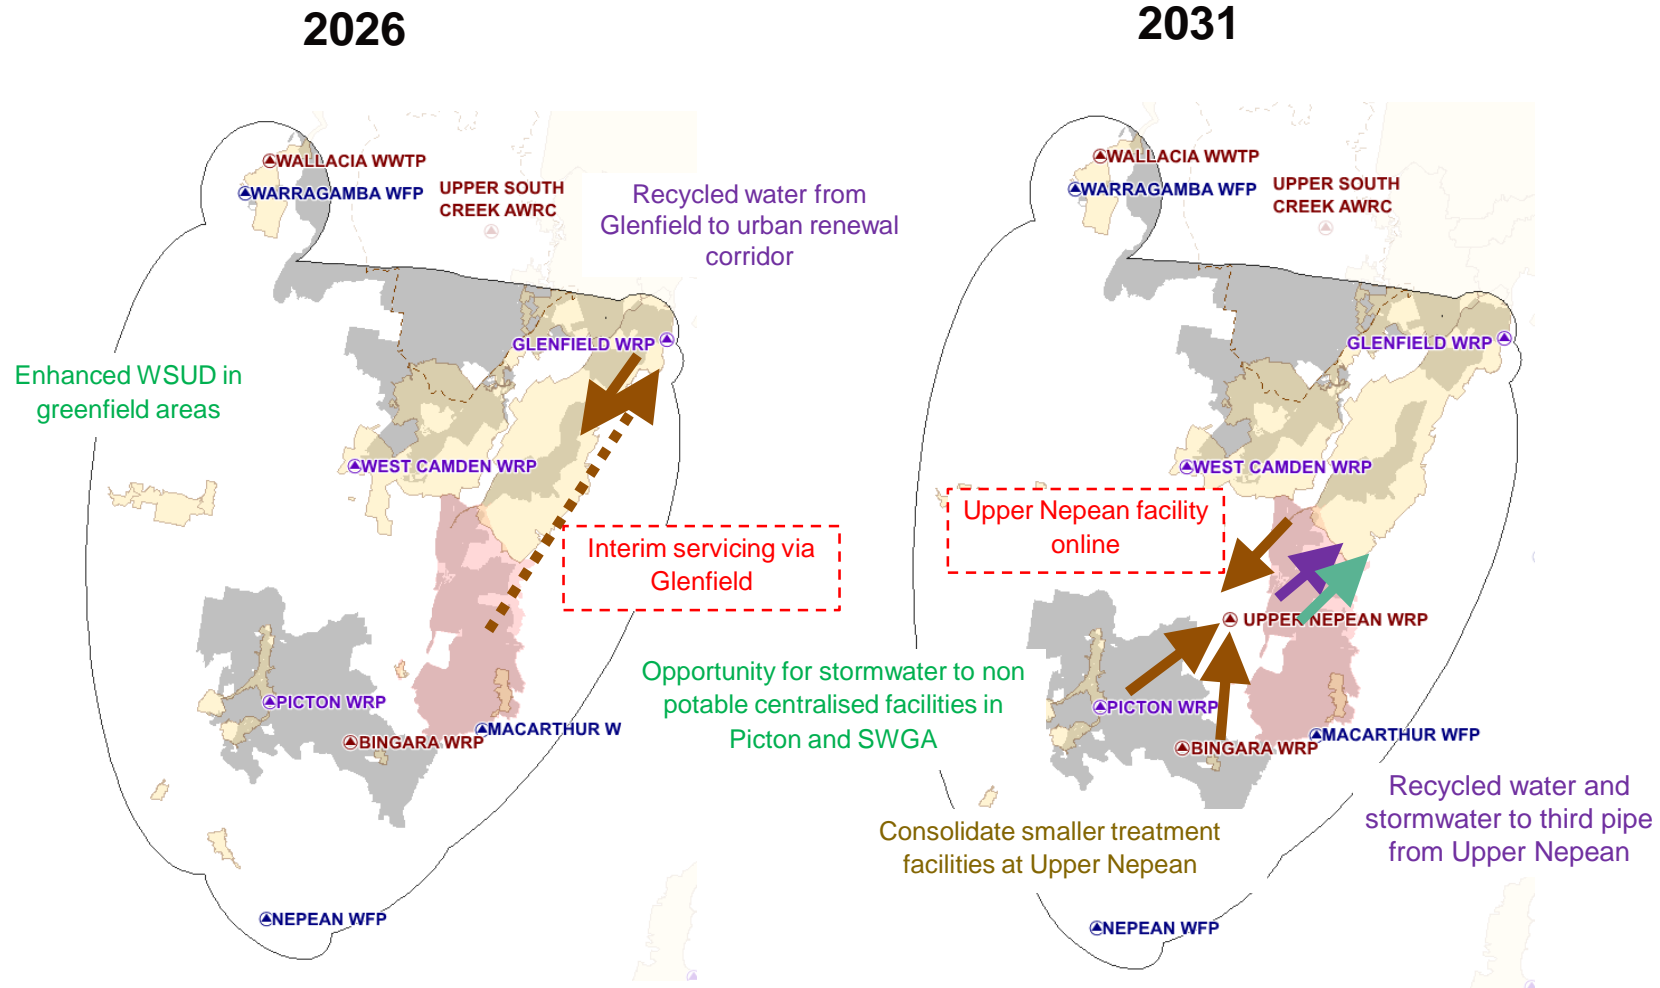 2026
WALLACIA WWTP
WARRAGAMBA WFP
UPPER SOUTH
CREEK AWRC
Recycled water from
Glenfield to urban renewal
corridor
GLENFIELD WRP
Enhanced WSUD in
greenfield areas
WEST CAMDEN WRP
Interim servicing via
Glenfield
Opportunity for stormwater to non
potable centralised facilities in
Picton and SWGA
PICTON WRP
MACARTHUR W
BINGARA WRP
NEPEAN WFP
2031
WALLACIA WWTP
WARRAGAMBA WFP
UPPER SOUTH
CREEK AWRC
GLENFIELD WRP
WEST CAMDEN WRP
Upper Nepean facility
online
UPPER NEPEAN WRP
PICTON WRP
MACARTHUR WFP
BINGARA WRP
Recycled water and
stormwater to third pipe
from Upper Nepean
Consolidate smaller treatment
facilities at Upper Nepean
NEPEAN WFP